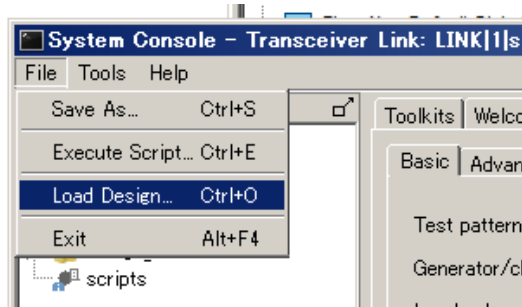 System Console - Transceiver Link: LINK|1|s
File Tools Help
Save As... Ctrl+S
Execute Script... Ctrl+E
Load Design... Ctrl+O
Exit Alt+F4
scripts
Toolkits Welco
Basic Advan
Test pattern
Generator/cl